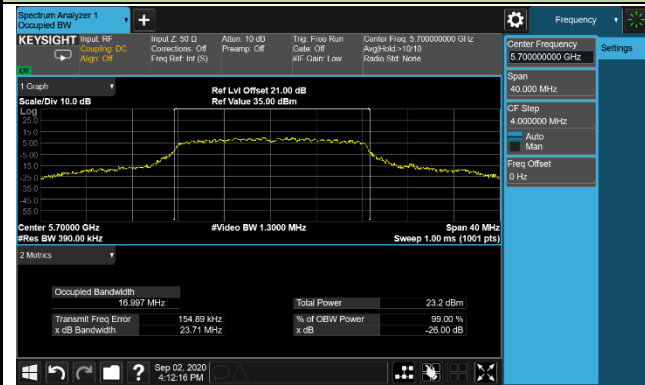 Spectrum Analyzer 1
Occupied BW
+
Frequency
KEYSIGHT
Input: RF
Coupling: DC
Align: Off
Input Z: 50 Ω
Corrections: Off
Freq Ref: Int (S)
Atten: 10 dB
Preamp: Off
Trig: Free Run
Gate: Off
#IF Gain: Low
Center Freq: 5.700000000 GHz
Avg|Hold:>10/10
Radio Std: None
Center Frequency
5.700000000 GHz
Settings
Span
40.000 MHz
CF Step
4.000000 MHz
Auto
Man
Freq Offset
0 Hz
1 Graph
Scale/Div 10.0 dB
Ref Lvl Offset 21.00 dB
Ref Value 35.00 dBm
Log
25.0
15.0
5.00
-5.00
-15.0
-25.0
-35.0
-45.0
-55.0
Center 5.70000 GHz
#Res BW 390.00 kHz
#Video BW 1.3000 MHz
Span 40 MHz
Sweep 1.00 ms (1001 pts)
2 Metrics
Occupied Bandwidth
16.997 MHz
Total Power 23.2 dBm
Transmit Freq Error 154.89 kHz
% of OBW Power 99.00 %
x dB Bandwidth 23.71 MHz
x dB -26.00 dB
?
Sep 02, 2020
4:12:16 PM